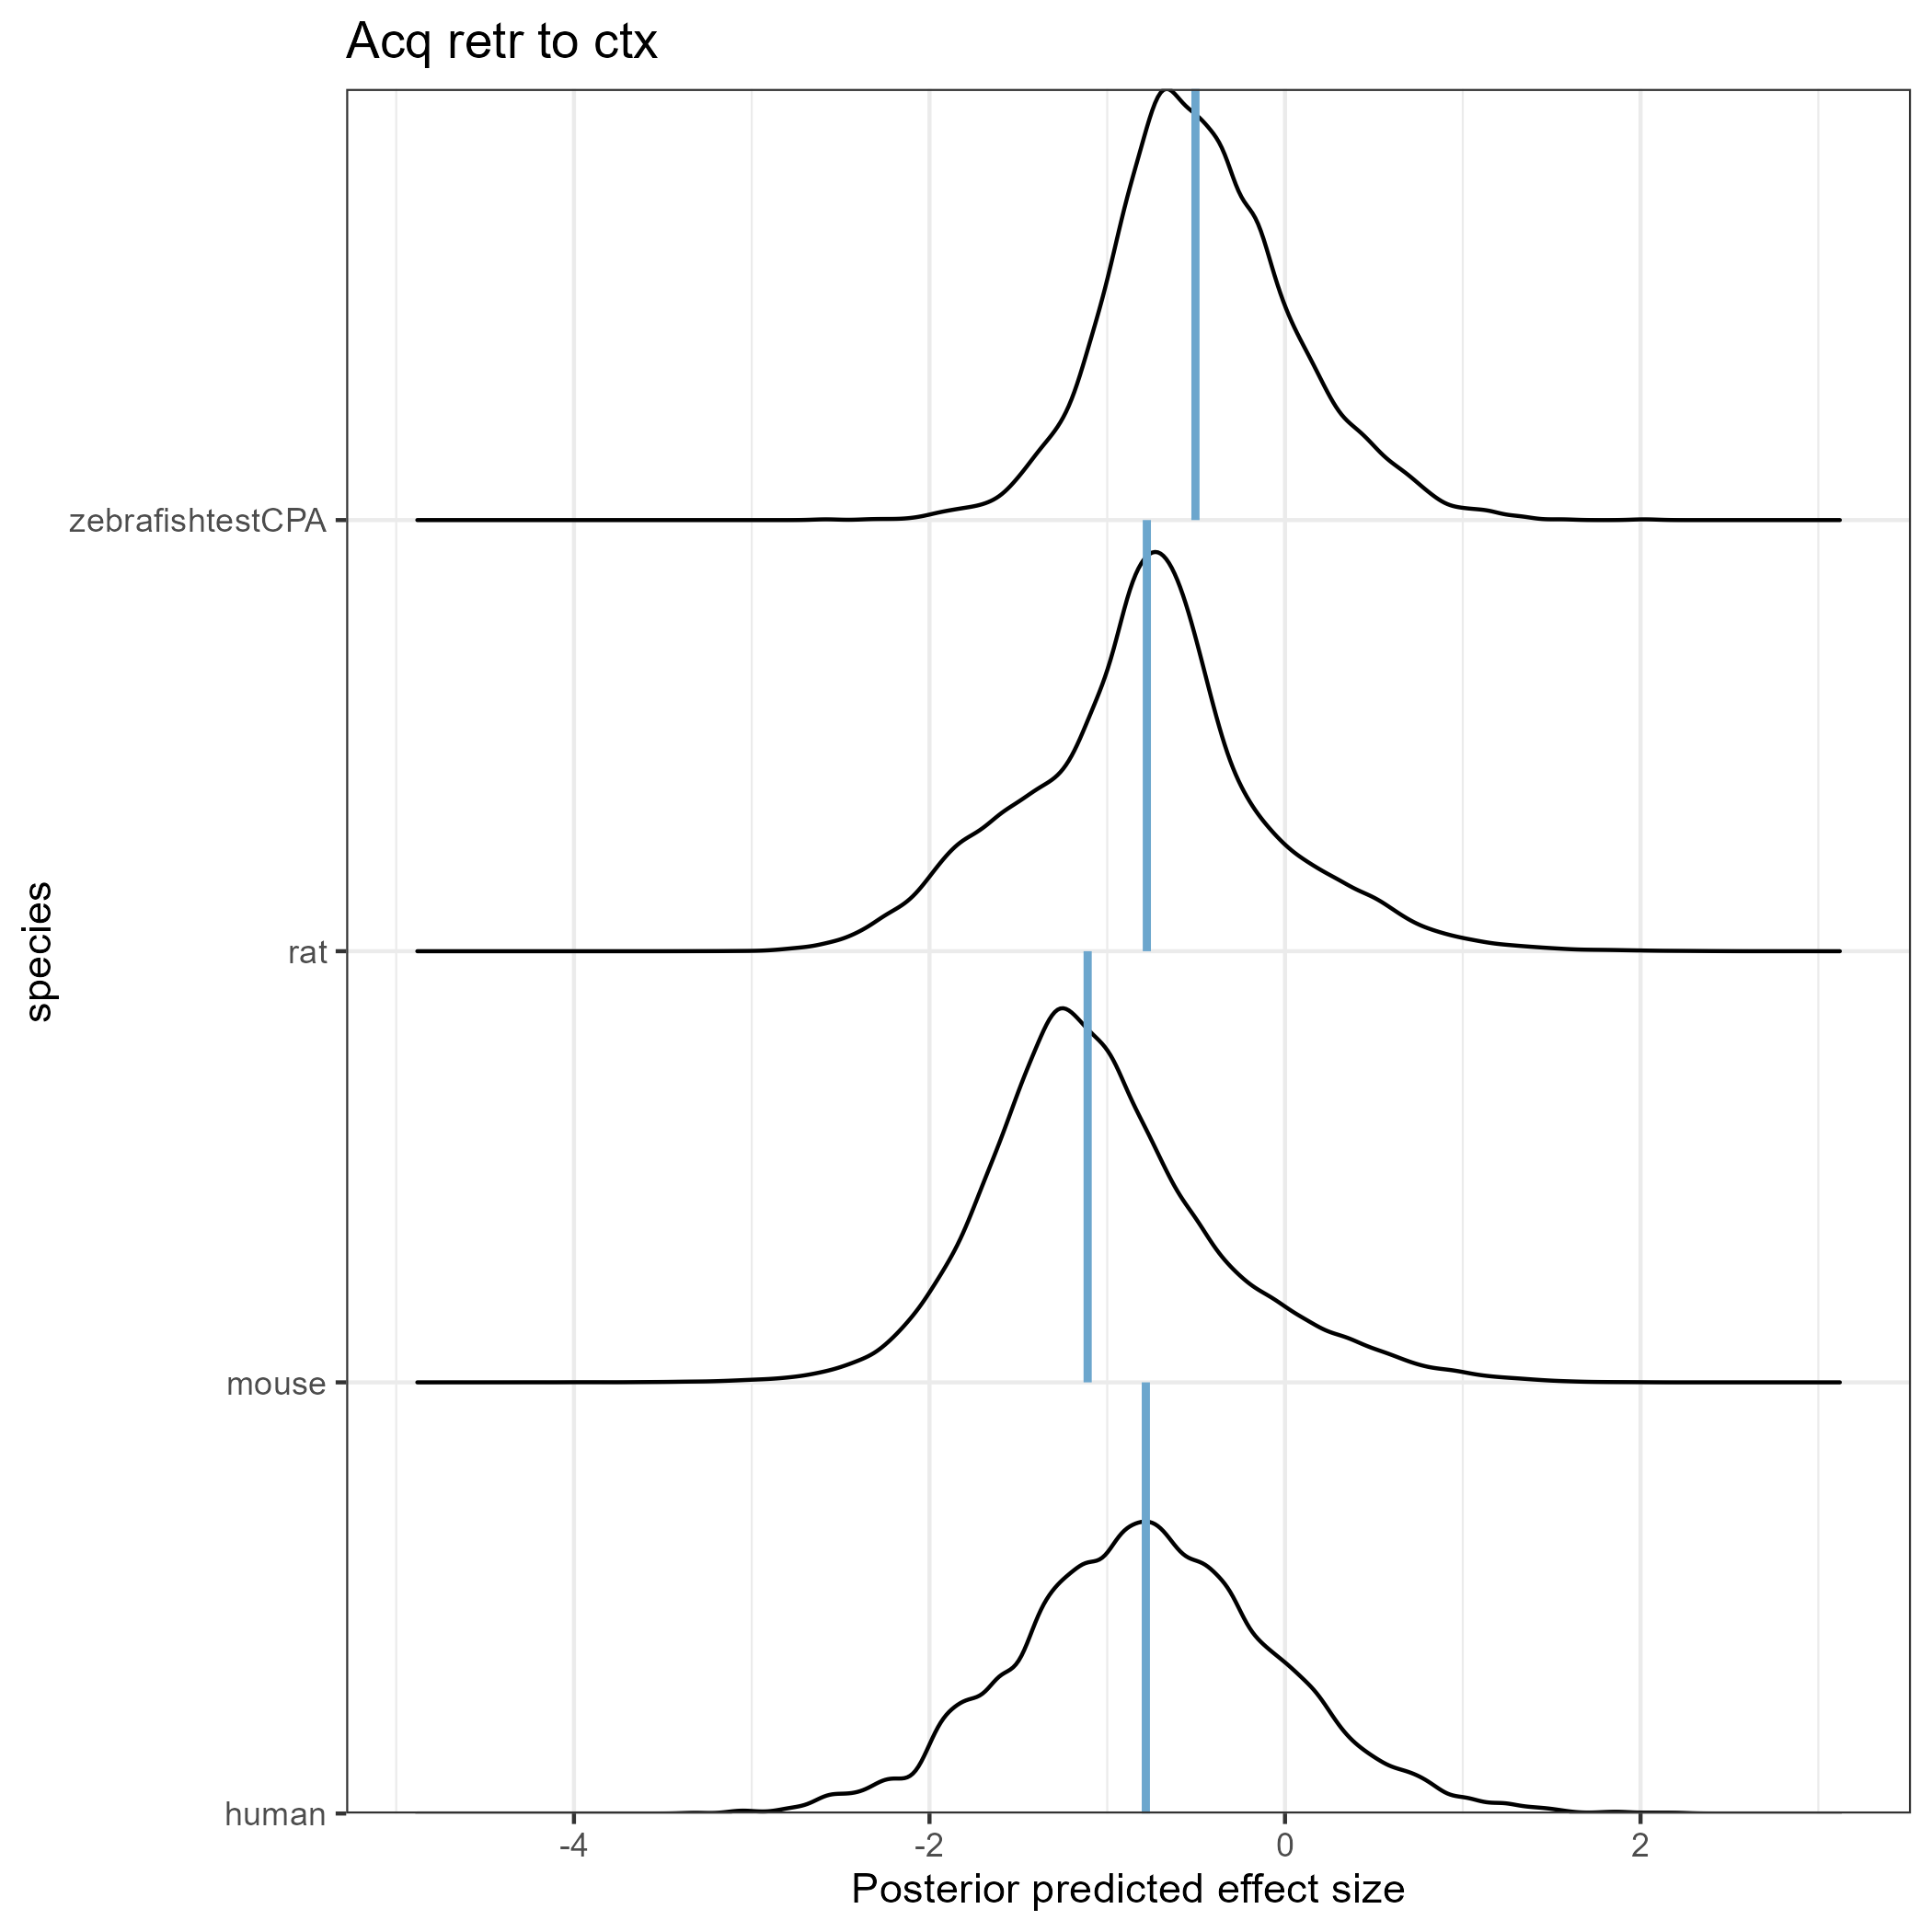 Acq retr to ctx
species
zebrafishtestCPA
rat
mouse
human
-4 -2 0 2
Posterior predicted effect size